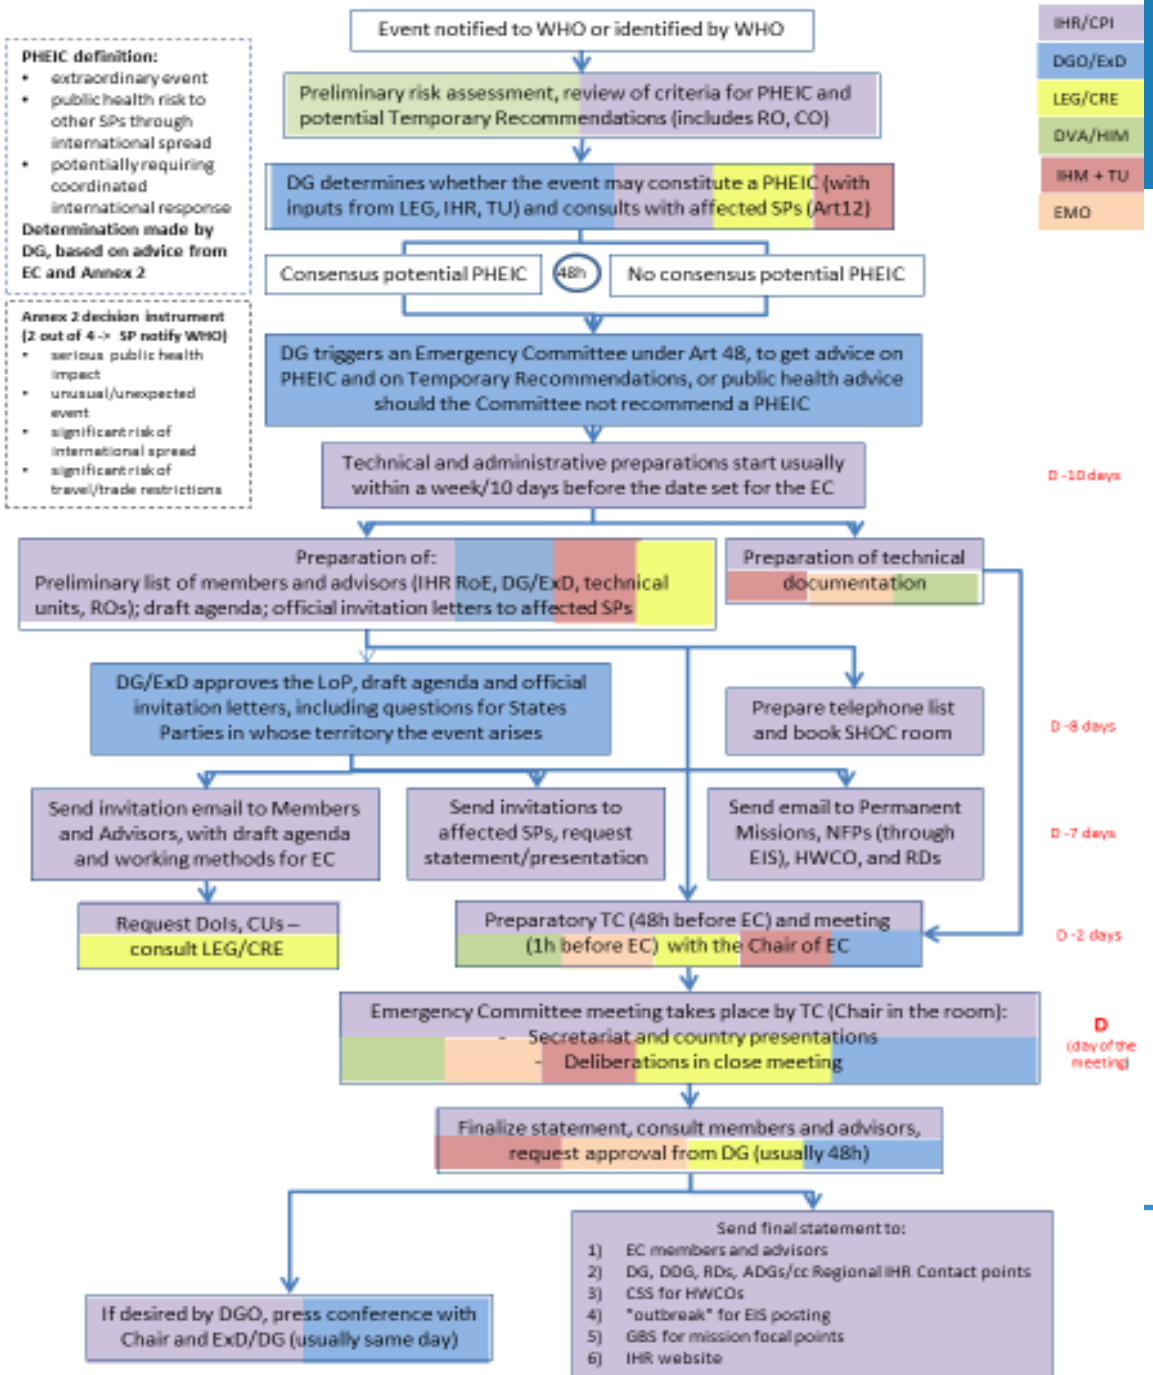 Event notified to WHO or identified by WHO
IHR/CPI
DGO/ExD
LEG/CRE
DVA/HIM
IHM + TU
EMO
PHEIC definition:
• extraordinary event
• public health risk to
other SPs through
international spread
• potentially requiring
coordinated
international response
Determination made by
DG, based on advice from
EC and Annex 2
Preliminary risk assessment, review of criteria for PHEIC and
potential Temporary Recommendations (includes RO, CO)
DG determines whether the event may constitute a PHEIC (with
inputs from LEG, IHR, TU) and consults with affected SPs (Art12)
Consensus potential PHEIC
48h
No consensus potential PHEIC
Annex 2 decision instrument
(2 out of 4 -> SP notify WHO)
• serious public health
impact
• unusual/unexpected
event
• significant risk of
international spread
• significant risk of
travel/trade restrictions
DG triggers an Emergency Committee under Art 48, to get advice on
PHEIC and on Temporary Recommendations, or public health advice
should the Committee not recommend a PHEIC
Technical and administrative preparations start usually
within a week/10 days before the date set for the EC
D -10 days
Preparation of:
Preliminary list of members and advisors (IHR RoE, DG/ExD, technical
units, ROs); draft agenda; official invitation letters to affected SPs
Preparation of technical
documentation
DG/ExD approves the LoP, draft agenda and official
invitation letters, including questions for States
Parties in whose territory the event arises
Prepare telephone list
and book SHOC room
D -8 days
Send invitation email to Members
and Advisors, with draft agenda
and working methods for EC
Send invitations to
affected SPs, request
statement/presentation
Send email to Permanent
Missions, NFPs (through
EIS), HWCO, and RDs
D -7 days
Request DoIs, CUs –
consult LEG/CRE
Preparatory TC (48h before EC) and meeting
(1h before EC) with the Chair of EC
D -2 days
Emergency Committee meeting takes place by TC (Chair in the room):
- Secretariat and country presentations
- Deliberations in close meeting
D
(day of the
meeting)
Finalize statement, consult members and advisors,
request approval from DG (usually 48h)
If desired by DGO, press conference with
Chair and ExD/DG (usually same day)
Send final statement to:
1) EC members and advisors
2) DG, DDG, RDs, ADGs/cc Regional IHR Contact points
3) CSS for HWCOs
4) "outbreak" for EIS posting
5) GBS for mission focal points
6) IHR website